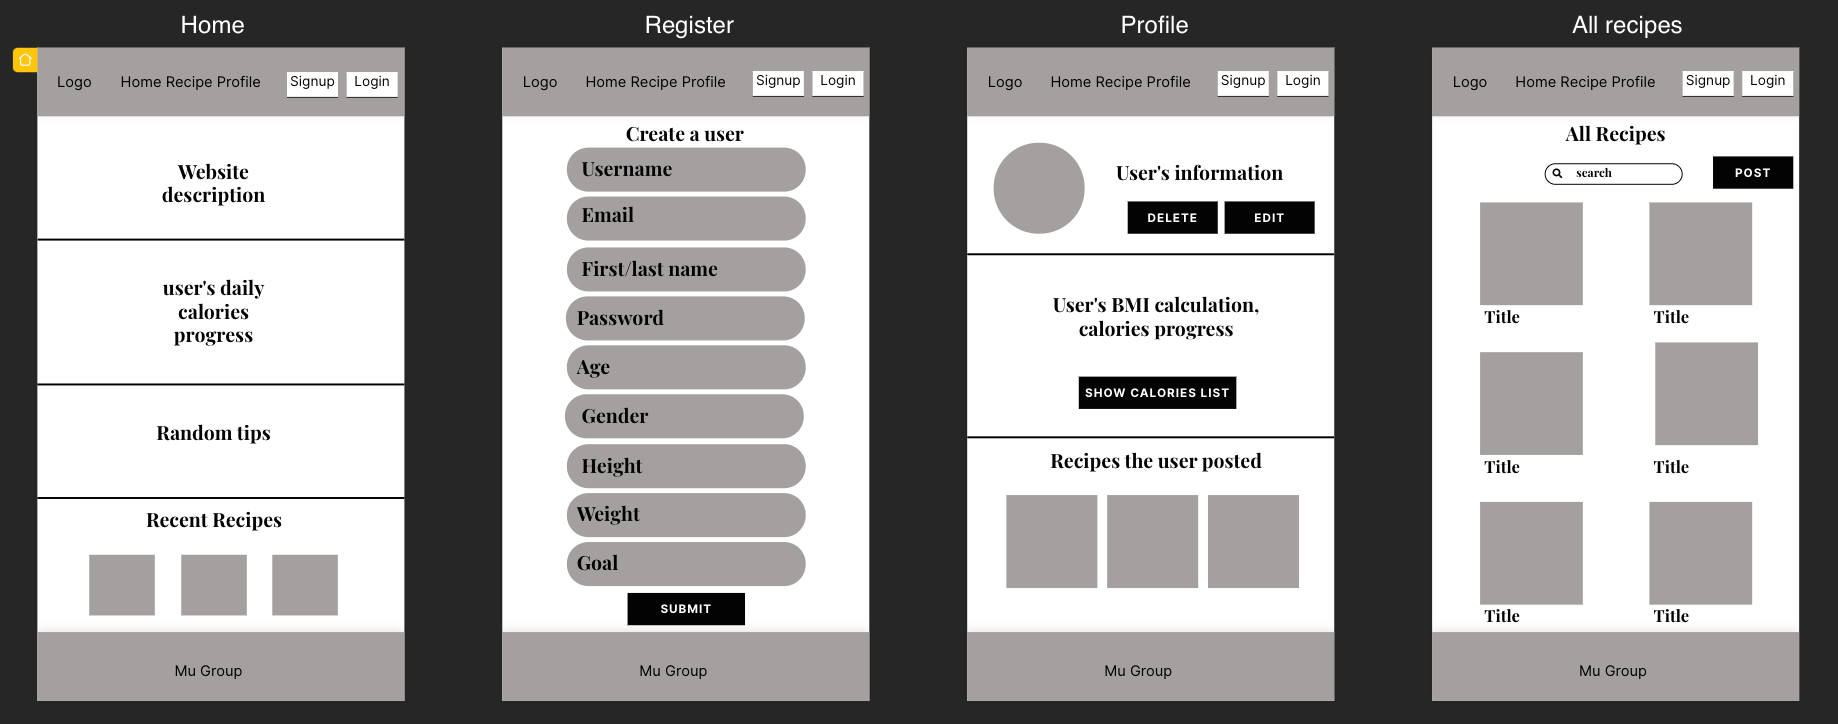 Home
Logo
Home Recipe Profile
Signup
Login
Website
description
user's daily
calories
progress
Random tips
Recent Recipes
Mu Group
Register
Logo
Home Recipe Profile
Signup
Login
Create a user
Username
Email
First/last name
Password
Age
Gender
Height
Weight
Goal
SUBMIT
Mu Group
Profile
Logo
Home Recipe Profile
Signup
Login
User's information
DELETE
EDIT
User's BMI calculation,
calories progress
SHOW CALORIES LIST
Recipes the user posted
Mu Group
All recipes
Logo
Home Recipe Profile
Signup
Login
All Recipes
search
POST
Title
Title
Title
Title
Title
Title
Mu Group